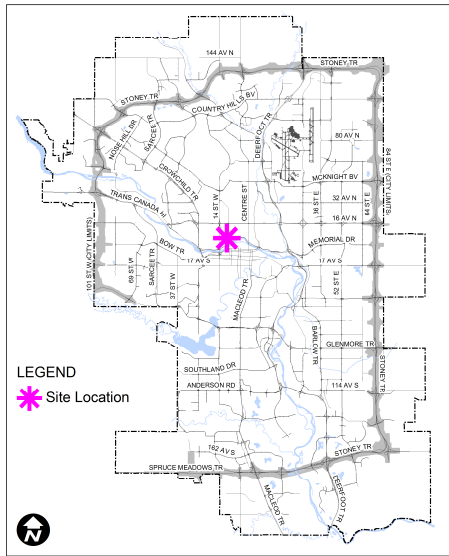 144 AV N
STONEY TR
STONEY TR
COUNTRY HILLS BV
NOSE HILL DR
SARCEE TR
DEERFOOT TR
80 AV N
CROWCHILD TR
MCKNIGHT BV
84 ST E (CITY LIMITS)
14 ST W
CENTRE ST
36 ST E
32 AV N
44 ST E
TRANS CANADA
16 AV N
BOW TR
MEMORIAL DR
101 ST W (CITY LIMITS)
69 ST W
SARCEE TR
37 ST W
17 AV S
17 AV S
52 ST E
MACLEOD TR
BARLOW TR
GLENMORE TR
STONEY TR
LEGEND
Site Location
SOUTHLAND DR
ANDERSON RD
114 AV S
162 AV S
STONEY TR
SPRUCE MEADOWS TR
MACLEOD TR
DEERFOOT TR
N